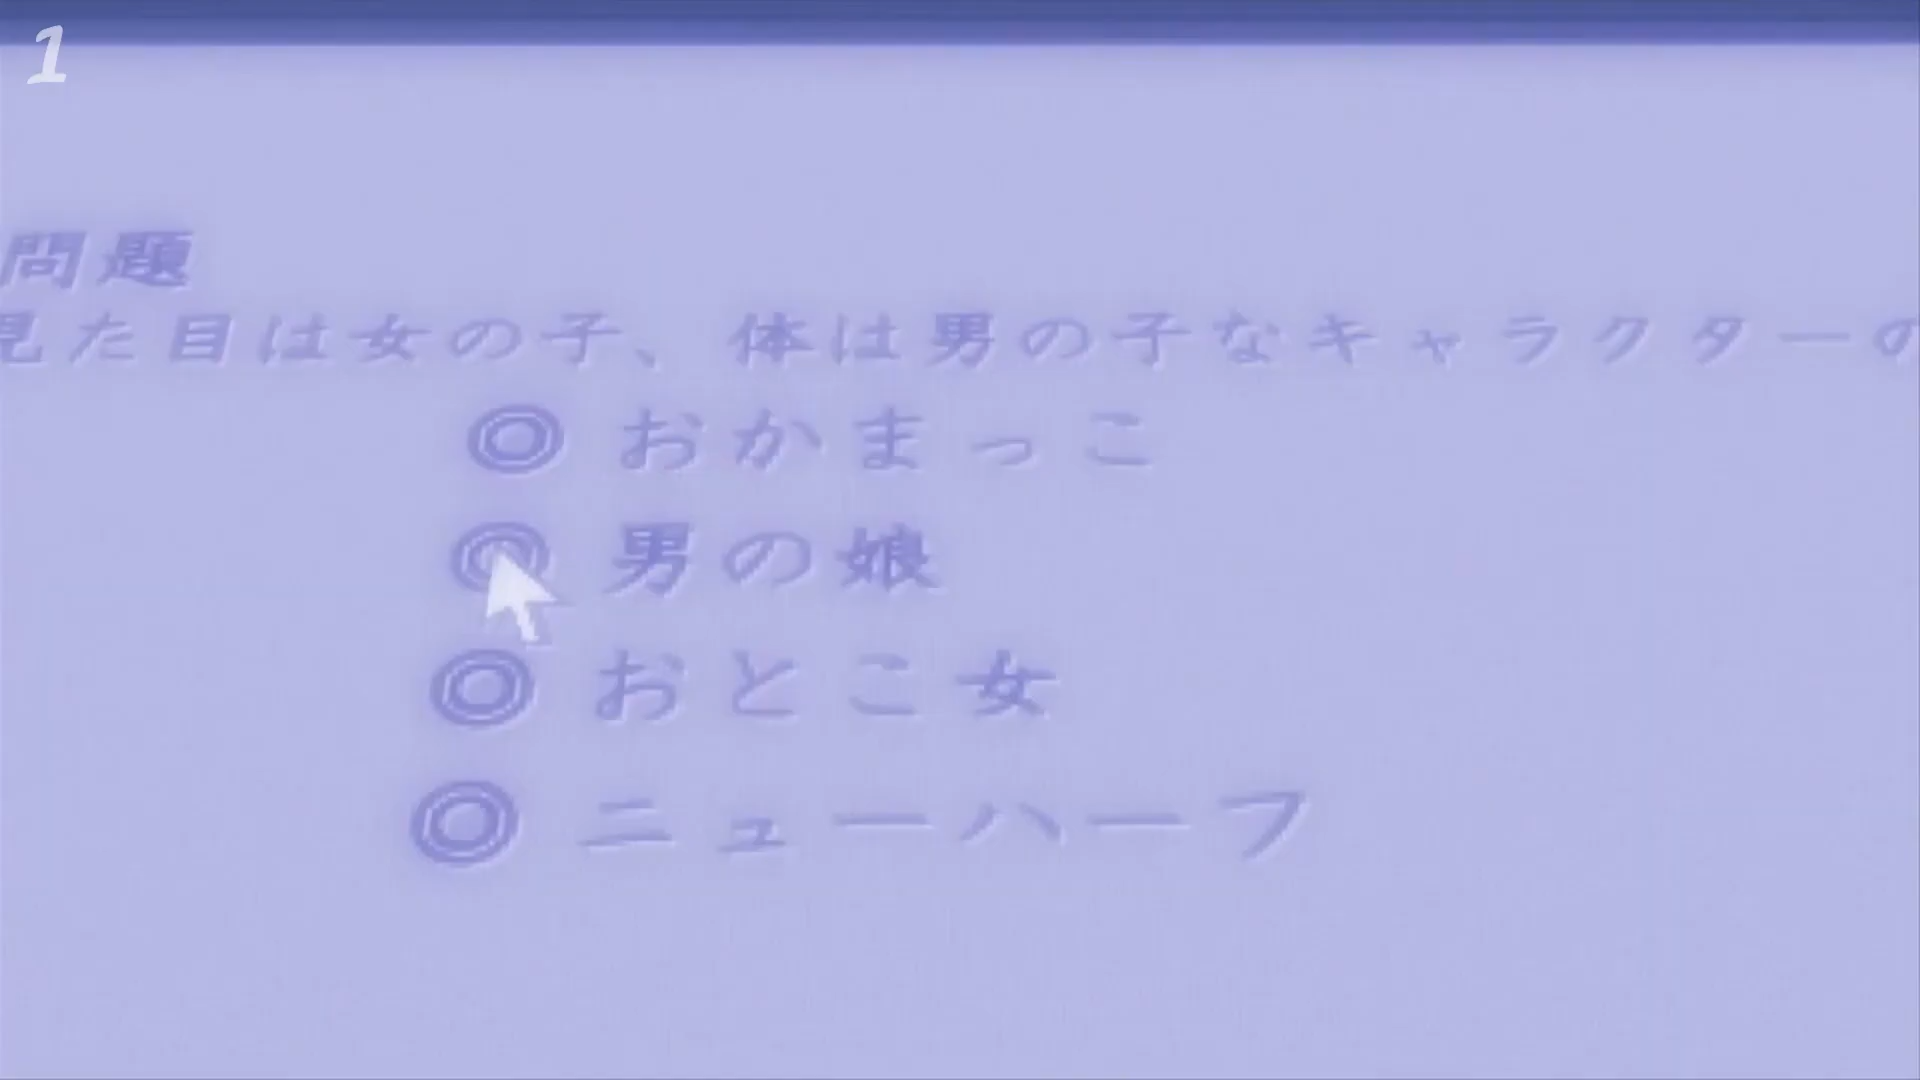 1
問題
見た目は女の子、体は男の子なキャラクターの
◎ おかまっこ
◎ 男の娘
◎ おとこ女
◎ ニューハーフ